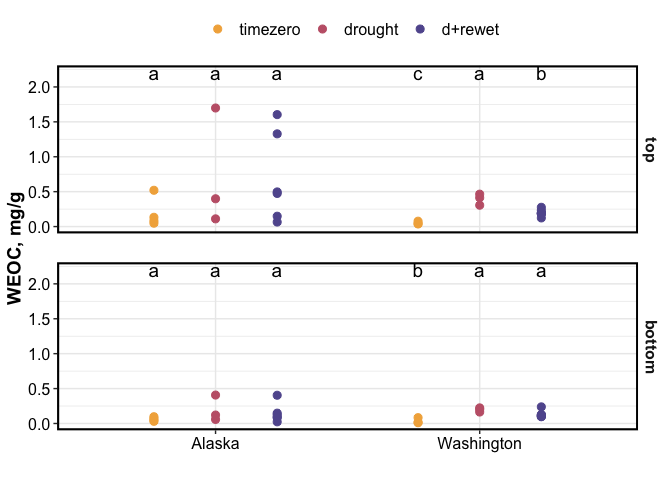 timezero drought d+rewet
WEOC, mg/g
a a a c a b
2.0
1.5
1.0
0.5
0.0
top
a a a b a a
2.0
1.5
1.0
0.5
0.0
bottom
Alaska Washington